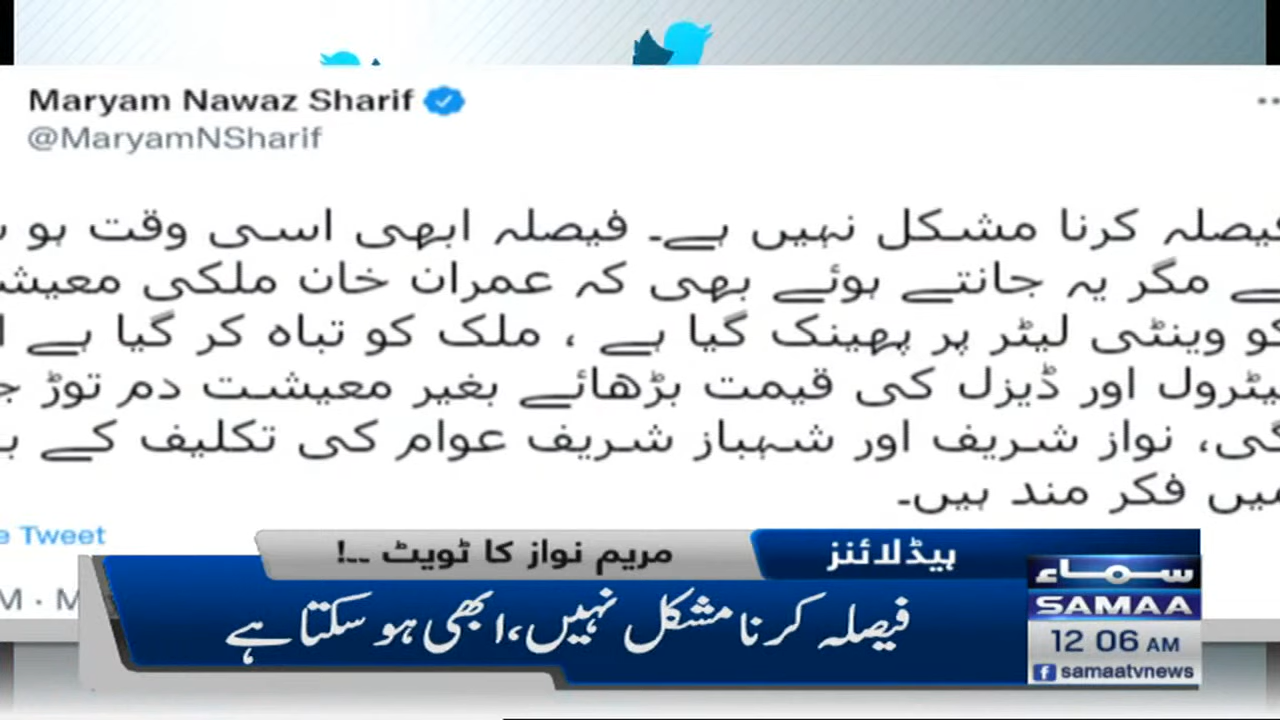 Maryam Nawaz Sharif
@MaryamNSharif
کرنا مشکل نہیں ہے۔ فیصلہ ابھی اسی وقت ہو
مگر یہ جانتے ہوئے بھی کہ عمران خان ملکی
کو وینٹی لیٹر پر پھینک گیا ہے ، ملک کو تباہ کر گیا ہے
اور ڈیزل کی قیمت بڑھائے بغیر معیشت دم توڑ
گی، نواز شریف اور شہباز شریف عوام کی تکلیف کے
میں فکر مند ہیں۔
Tweet
ہیڈلائنز
مریم نواز کا ٹویٹ ۔۔!
فیصلہ کرنا مشکل نہیں، ابھی ہو سکتا ہے
سماء
SAMAA
12 06 AM
samaatvnews